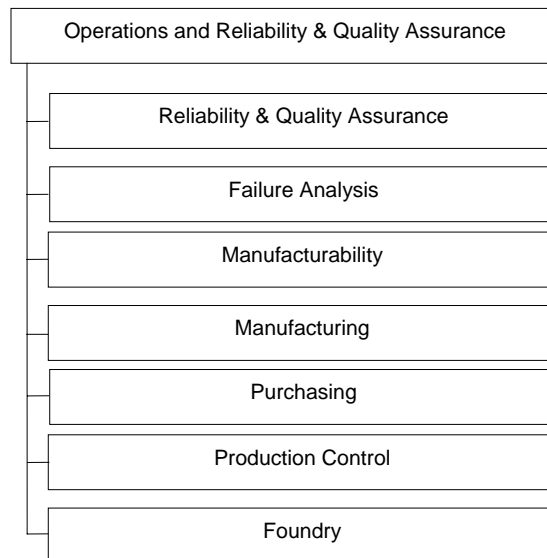 Operations and Reliability & Quality Assurance
Reliability & Quality Assurance
Failure Analysis
Manufacturability
Manufacturing
Purchasing
Production Control
Foundry